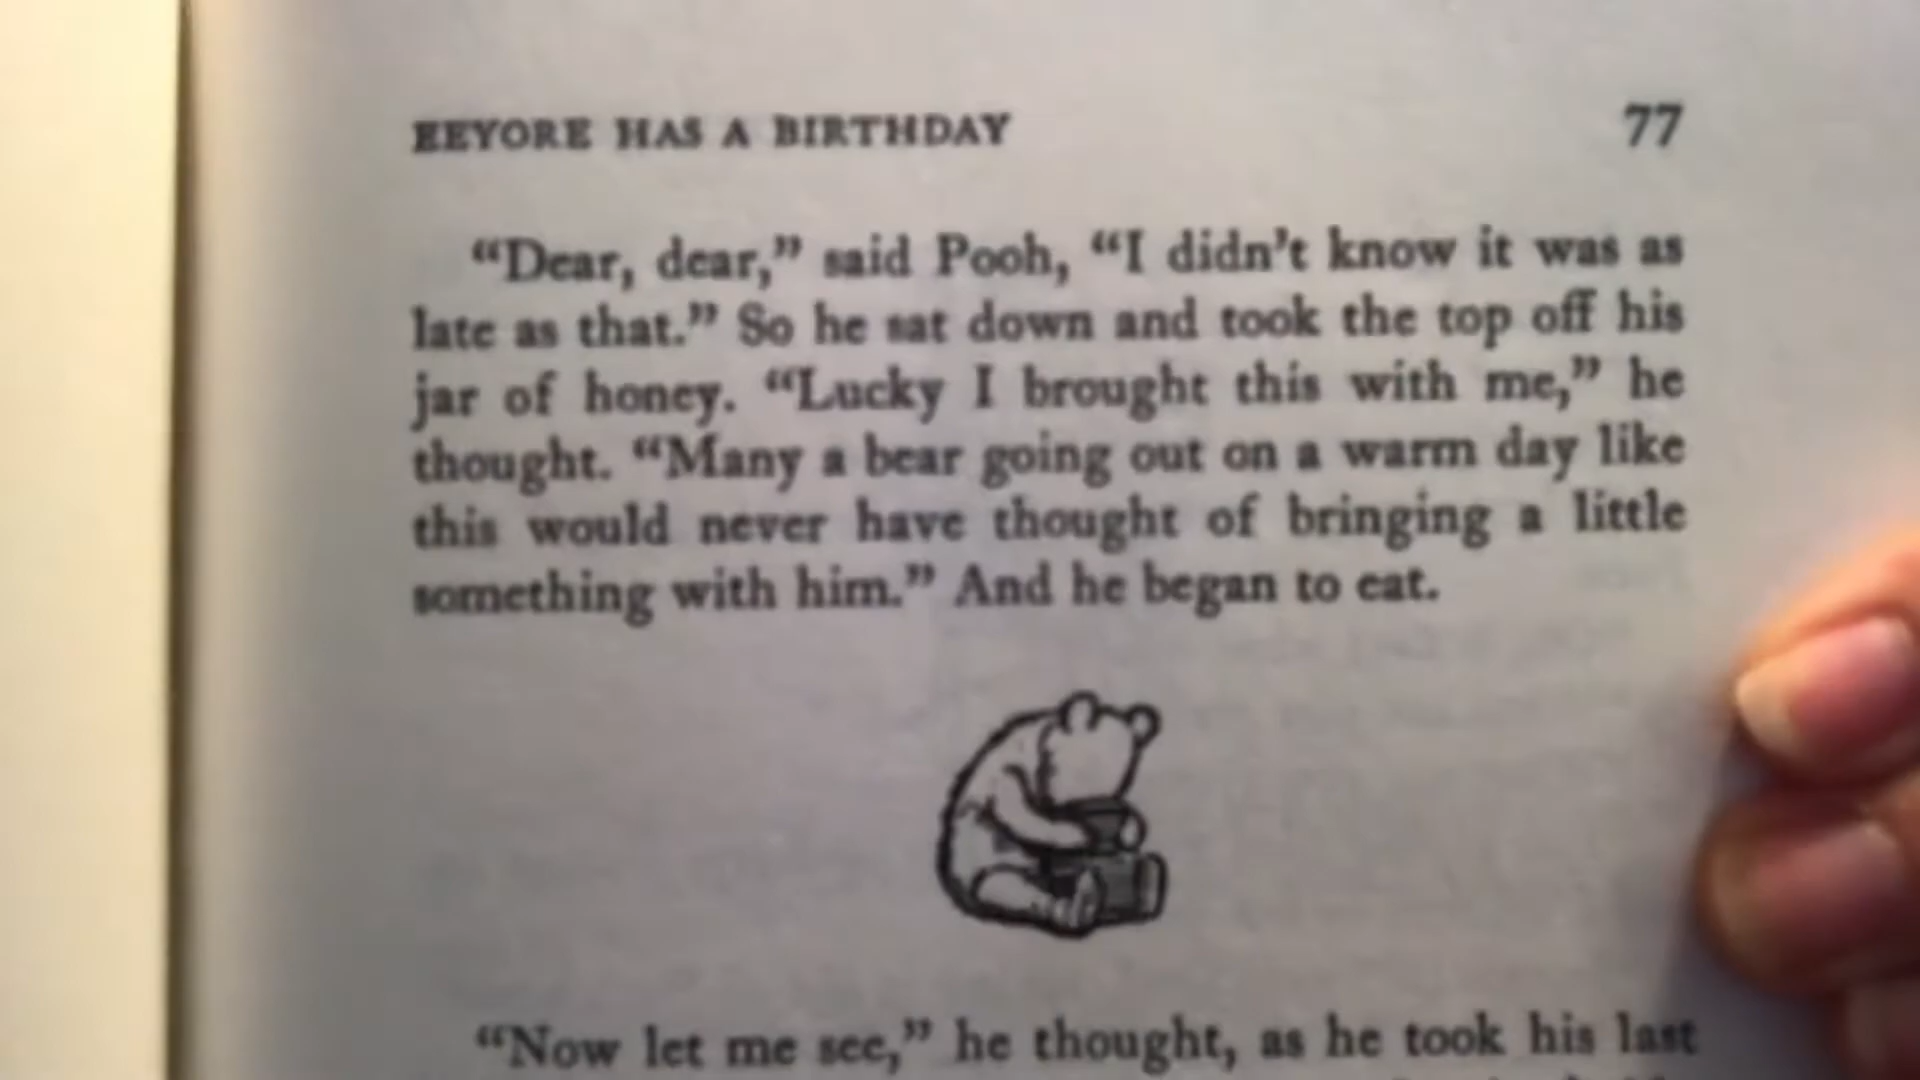 EEYORE HAS A BIRTHDAY 77
“Dear, dear,” said Pooh, “I didn’t know it was as
late as that.” So he sat down and took the top off his
jar of honey. “Lucky I brought this with me,” he
thought. “Many a bear going out on a warm day like
this would never have thought of bringing a little
something with him.” And he began to eat.
“Now let me see,” he thought, as he took his last